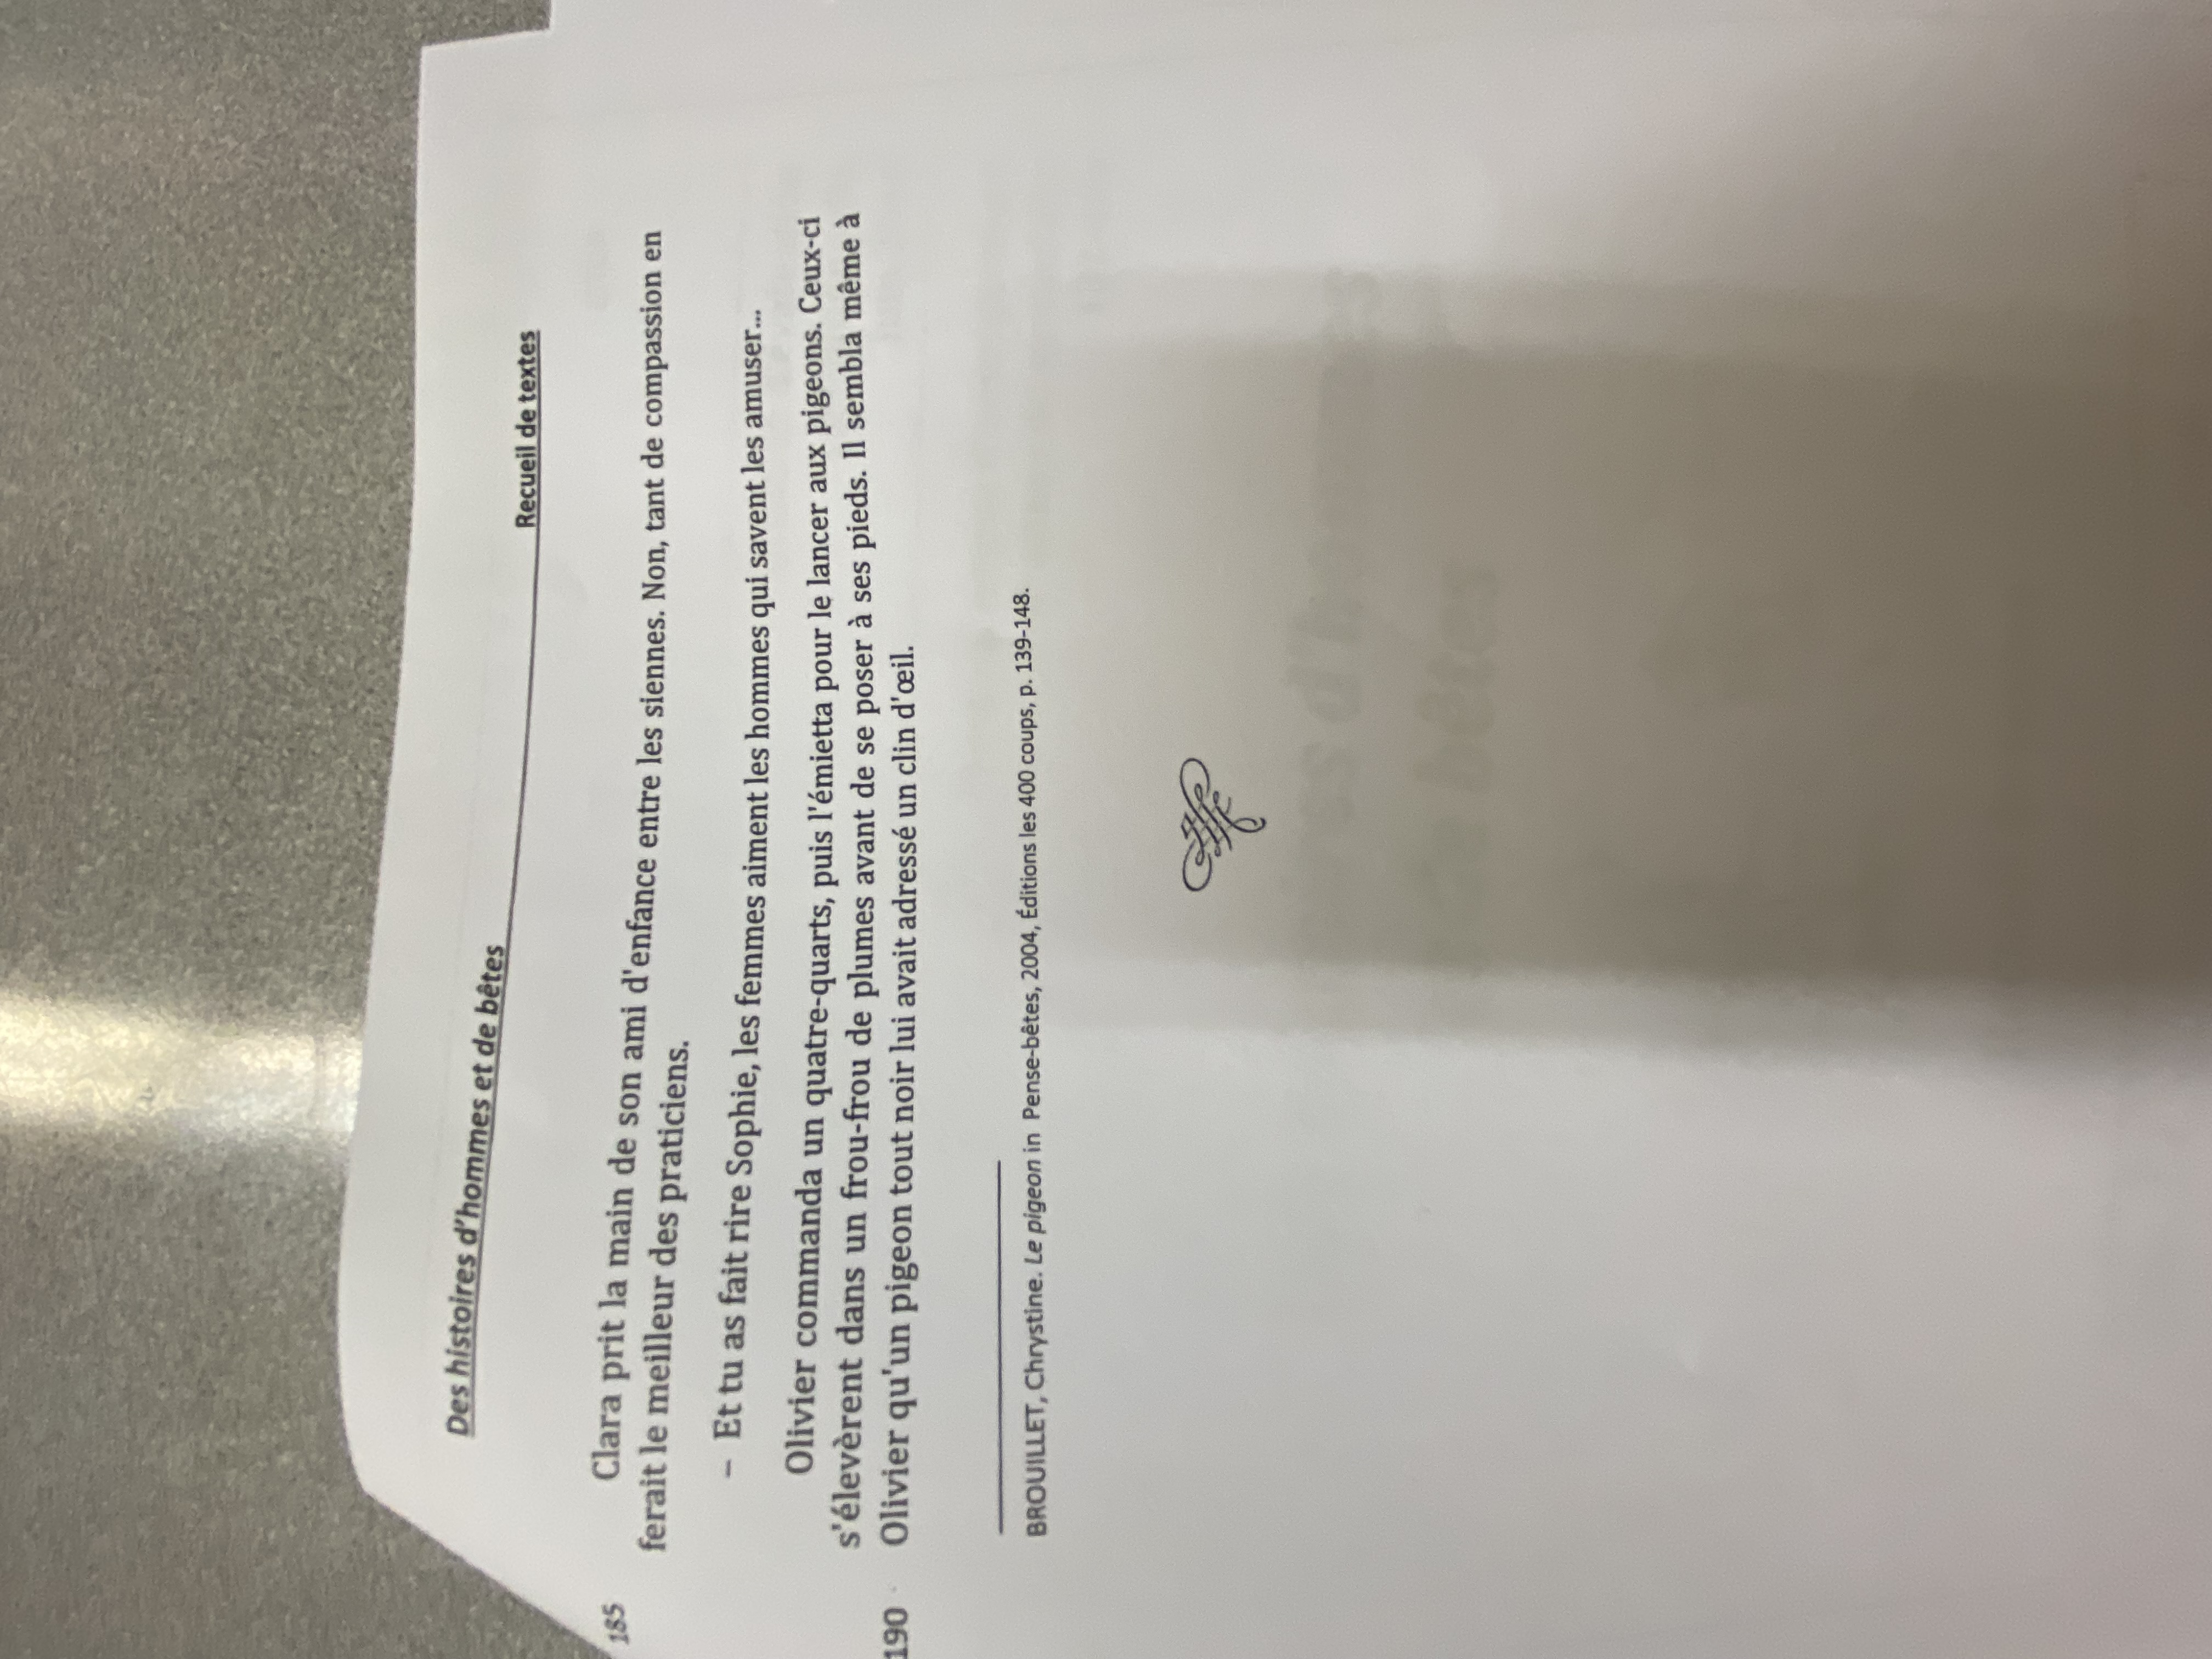 Des histoires d'hommes et de bêtes
Recueil de textes
185 Clara prit la main de son ami d'enfance entre les siennes. Non, tant de compassion en
ferait le meilleur des praticiens.
– Et tu as fait rire Sophie, les femmes aiment les hommes qui savent les amuser...
Olivier commanda un quatre-quarts, puis l'émietta pour le lancer aux pigeons. Ceux-ci
s'élevèrent dans un frou-frou de plumes avant de se poser à ses pieds. Il sembla même à
190 Olivier qu'un pigeon tout noir lui avait adressé un clin d'œil.
BROUILLET, Chrystine. Le pigeon in Pense-bêtes, 2004, Éditions les 400 coups, p. 139-148.
d'hommes
bêtes